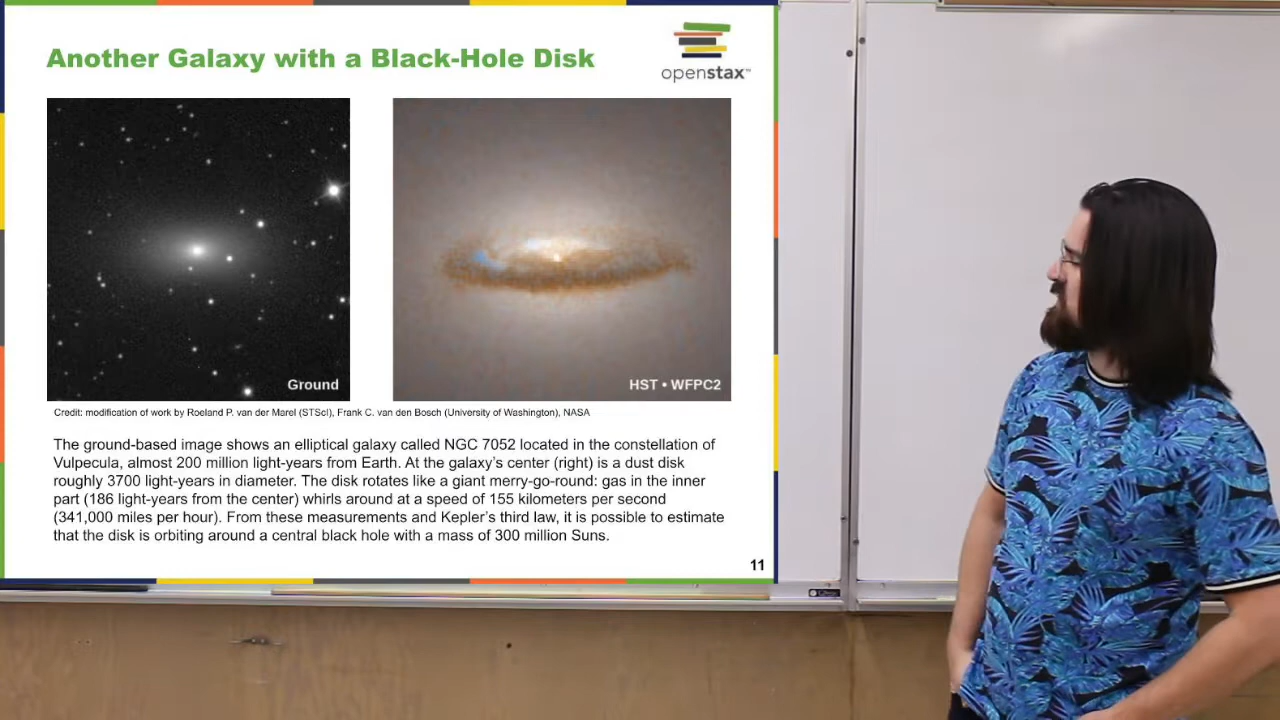 Another Galaxy with a Black-Hole Disk
openstax™
Ground
HST • WFPC2
Credit: modification of work by Roeland P. van der Marel (STScI), Frank C. van den Bosch (University of Washington), NASA
The ground-based image shows an elliptical galaxy called NGC 7052 located in the constellation of
Vulpecula, almost 200 million light-years from Earth. At the galaxy's center (right) is a dust disk
roughly 3700 light-years in diameter. The disk rotates like a giant merry-go-round: gas in the inner
part (186 light-years from the center) whirls around at a speed of 155 kilometers per second
(341,000 miles per hour). From these measurements and Kepler's third law, it is possible to estimate
that the disk is orbiting around a central black hole with a mass of 300 million Suns.
11